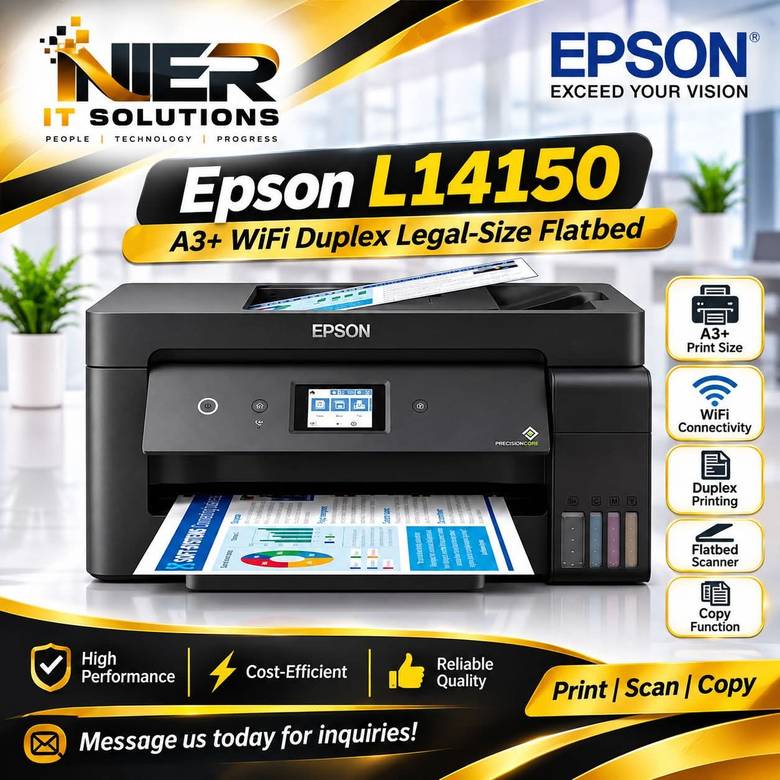 NIER
IT SOLUTIONS
PEOPLE | TECHNOLOGY | PROGRESS
EPSON®
EXCEED YOUR VISION
Epson L14150
A3+ WiFi Duplex Legal-Size Flatbed
EPSON
PRECISIONCORE
A3+
Print Size
WiFi
Connectivity
Duplex
Printing
Flatbed
Scanner
Copy
Function
High
Performance
Cost-Efficient
Reliable
Quality
Print | Scan | Copy
Message us today for inquiries!